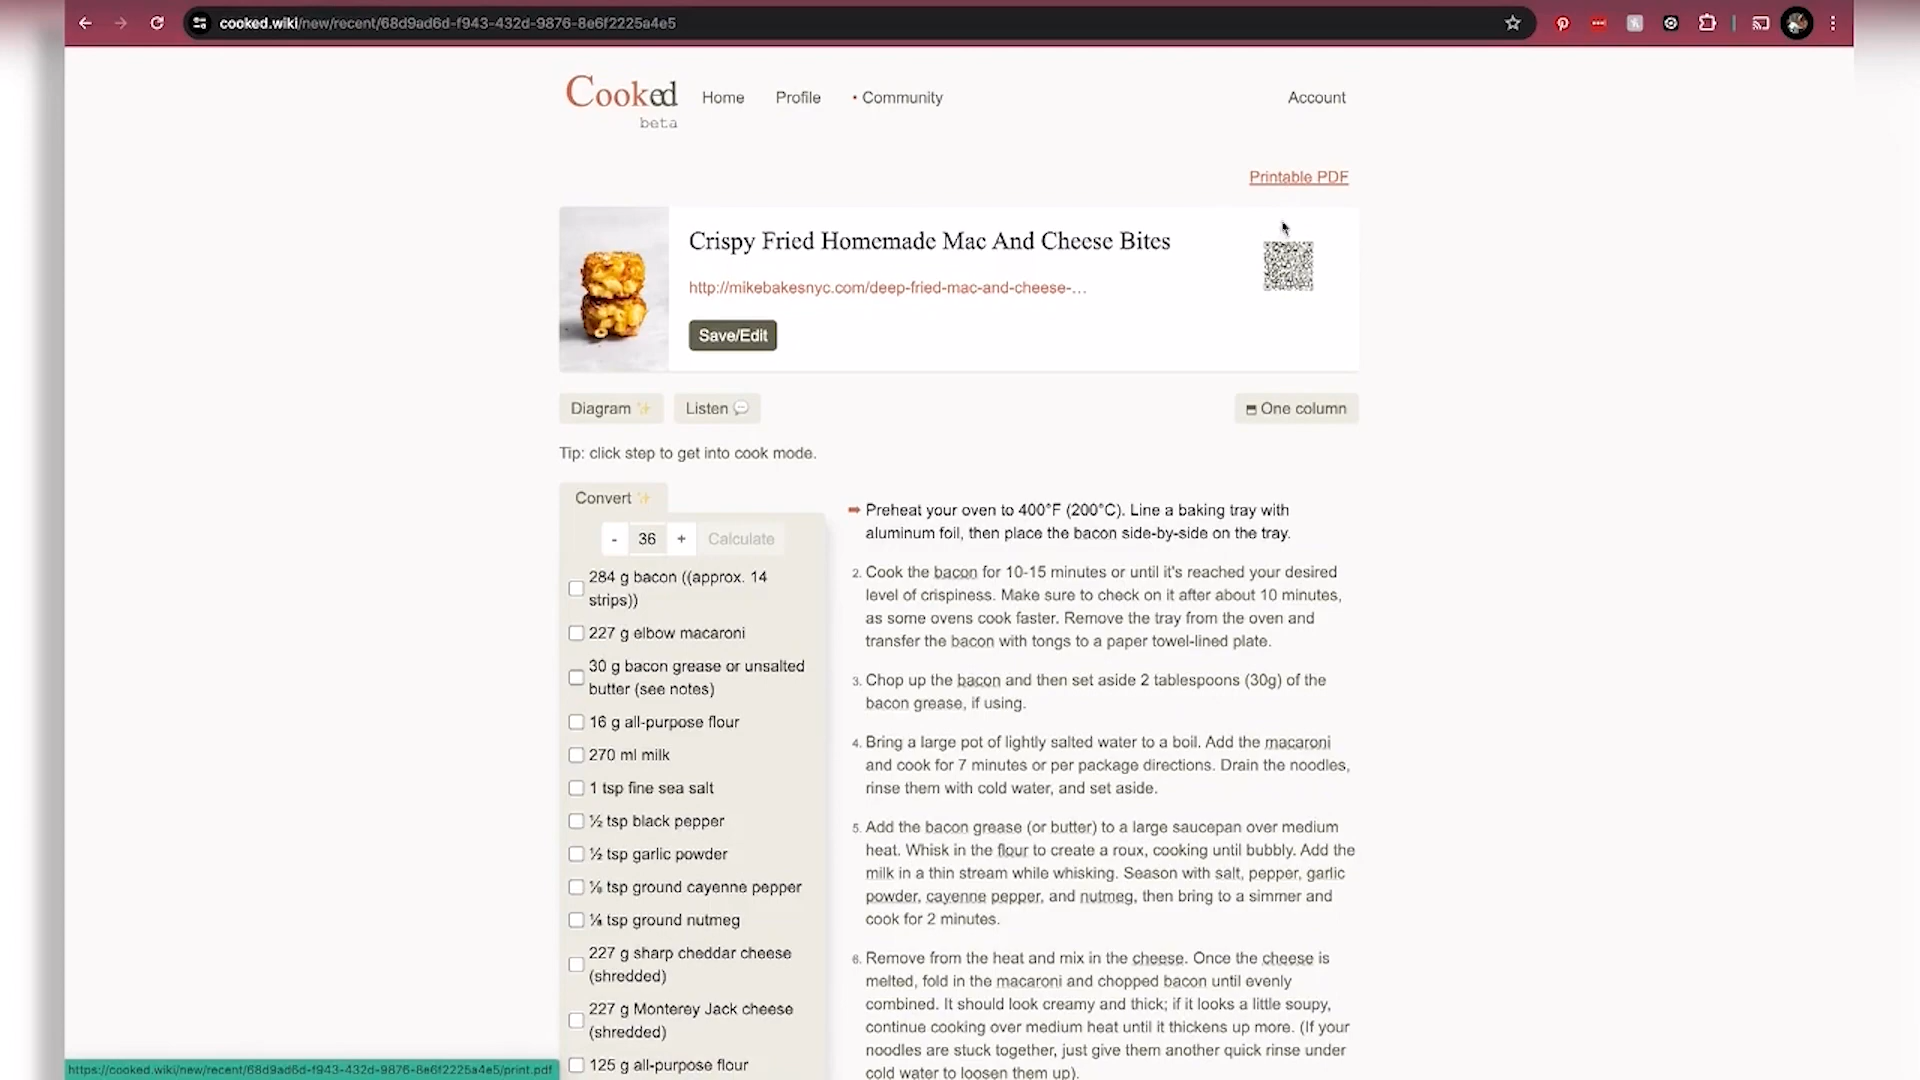 cooked.wiki/new/recent/68d9ad6d-f943-432d-9876-8e6f2225a4e5
Cooked
beta
Home
Profile
• Community
Account
Printable PDF
Crispy Fried Homemade Mac And Cheese Bites
http://mikebakesnyc.com/deep-fried-mac-and-cheese-...
Save/Edit
Diagram
Listen
One column
Tip: click step to get into cook mode.
Convert
- 36 + Calculate
284 g bacon ((approx. 14
strips))
227 g elbow macaroni
30 g bacon grease or unsalted
butter (see notes)
16 g all-purpose flour
270 ml milk
1 tsp fine sea salt
½ tsp black pepper
½ tsp garlic powder
tsp ground cayenne pepper
tsp ground nutmeg
227 g sharp cheddar cheese
(shredded)
227 g Monterey Jack cheese
(shredded)
125 g all-purpose flour
Preheat your oven to 400°F (200°C). Line a baking tray with
aluminum foil, then place the bacon side-by-side on the tray.
2. Cook the bacon for 10-15 minutes or until it's reached your desired
level of crispiness. Make sure to check on it after about 10 minutes,
as some ovens cook faster. Remove the tray from the oven and
transfer the bacon with tongs to a paper towel-lined plate.
3. Chop up the bacon and then set aside 2 tablespoons (30g) of the
bacon grease, if using.
4. Bring a large pot of lightly salted water to a boil. Add the macaroni
and cook for 7 minutes or per package directions. Drain the noodles,
rinse them with cold water, and set aside.
5. Add the bacon grease (or butter) to a large saucepan over medium
heat. Whisk in the flour to create a roux, cooking until bubbly. Add the
milk in a thin stream while whisking. Season with salt, pepper, garlic
powder, cayenne pepper, and nutmeg, then bring to a simmer and
cook for 2 minutes.
6. Remove from the heat and mix in the cheese. Once the cheese is
melted, fold in the macaroni and chopped bacon until evenly
combined. It should look creamy and thick; if it looks a little soupy,
continue cooking over medium heat until it thickens up more. (If your
noodles are stuck together, just give them another quick rinse under
cold water to loosen them up).
https://cooked.wiki/new/recent/68d9ad6d-f943-432d-9876-8e6f2225a4e5/print.pdf